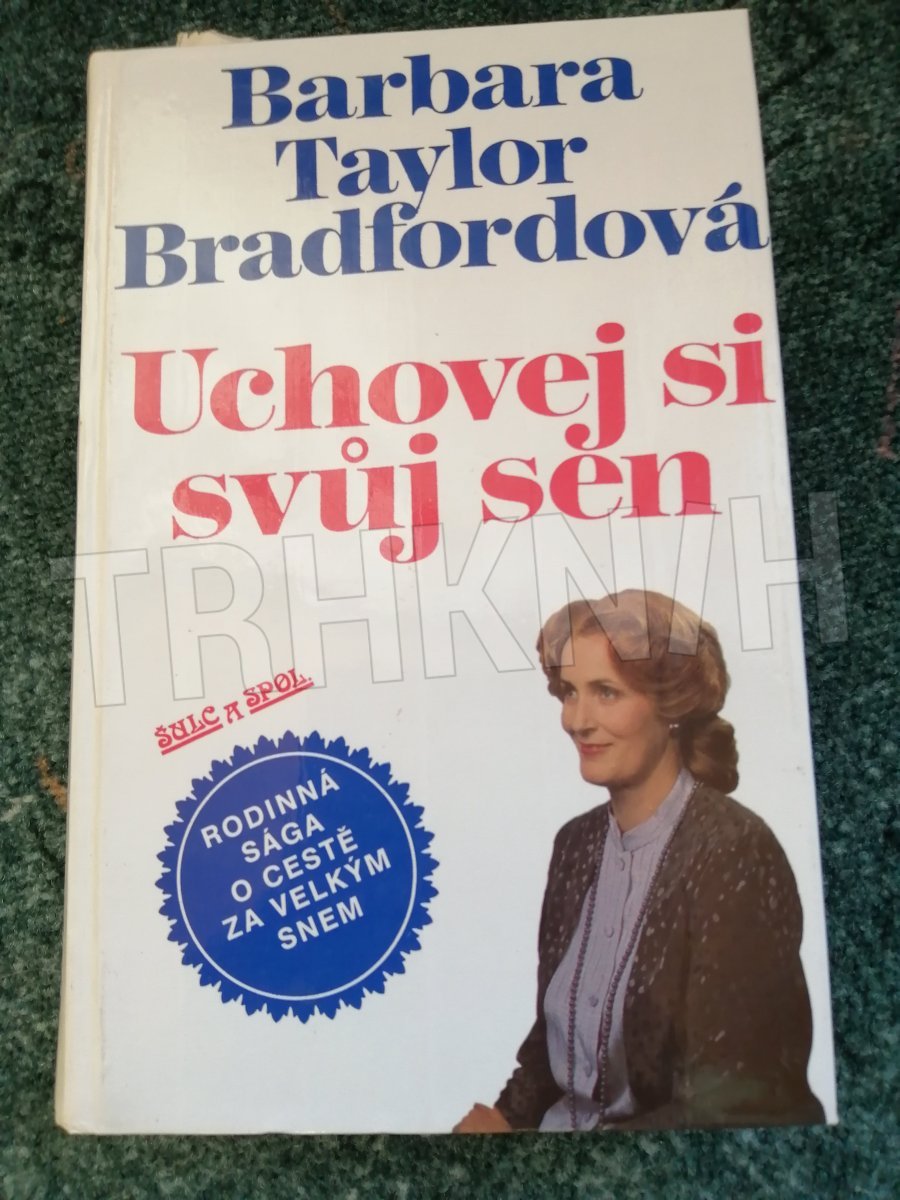 Barbara
Taylor
Bradfordová
Uchovej si
svůj sen
TRHKNIH
ŠULC A SPOL.
RODINNÁ
SÁGA
O CESTĚ
ZA VELKÝM
SNEM